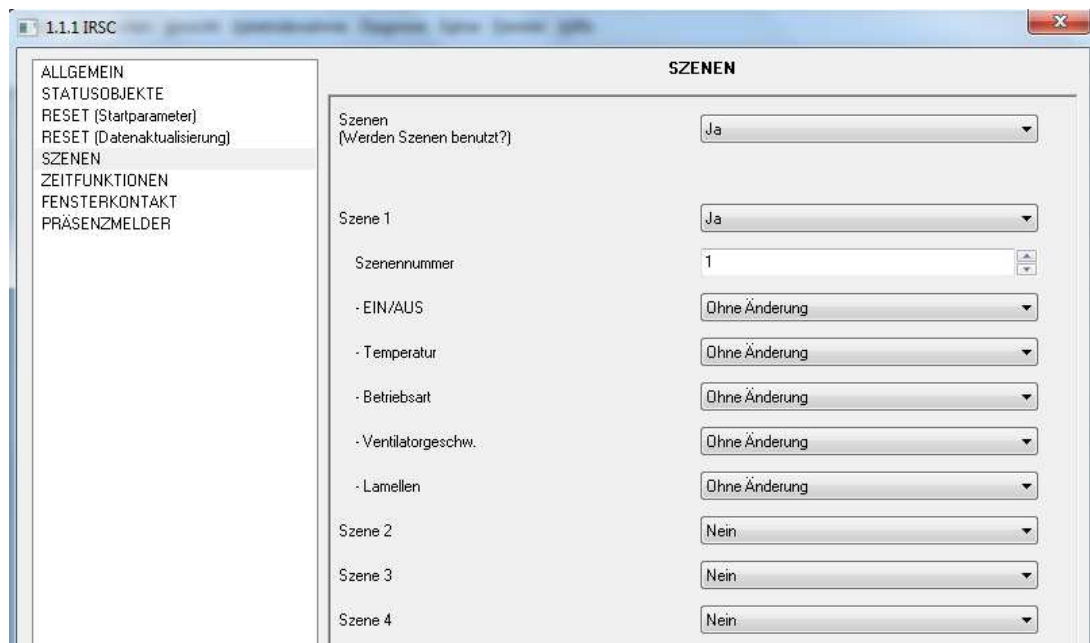 1.1.1 IRSC
ALLGEMEIN
STATUSOBJEKTE
RESET (Startparameter)
RESET (Datenaktualisierung)
SZENEN
ZEITFUNKTIONEN
FENSTERKONTAKT
PRÄSENZMELDER
SZENEN
Szenen
(Werden Szenen benutzt?) Ja
Szene 1 Ja
Szenennummer 1
- EIN/AUS Ohne Änderung
- Temperatur Ohne Änderung
- Betriebsart Ohne Änderung
- Ventilatorgeschw. Ohne Änderung
- Lamellen Ohne Änderung
Szene 2 Nein
Szene 3 Nein
Szene 4 Nein